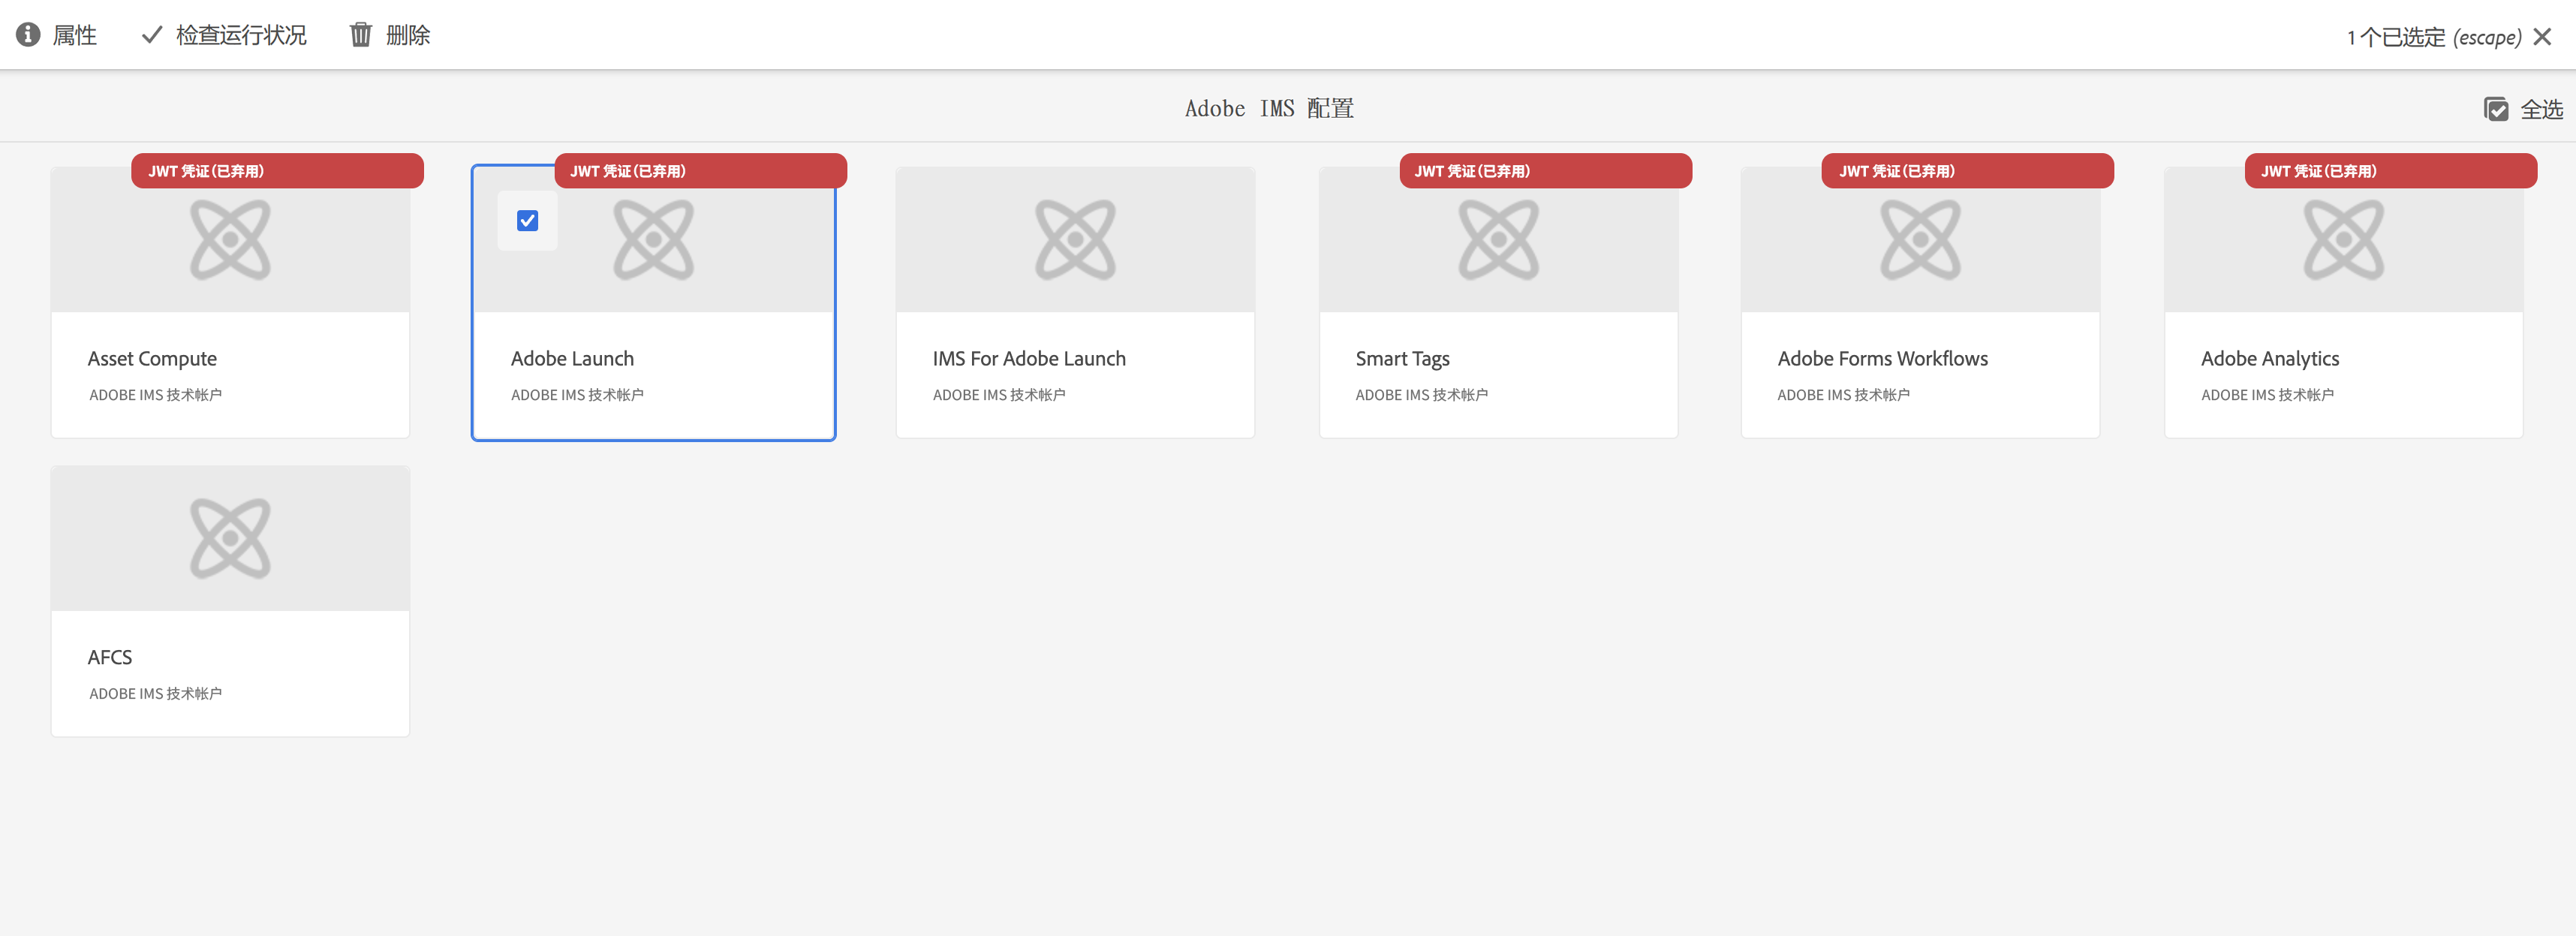 属性
检查运行状况
删除
1 个已选定 (escape)
Adobe IMS 配置
全选
JWT 凭证(已弃用)
Asset Compute
ADOBE IMS 技术帐户
JWT 凭证(已弃用)
Adobe Launch
ADOBE IMS 技术帐户
IMS For Adobe Launch
ADOBE IMS 技术帐户
JWT 凭证(已弃用)
Smart Tags
ADOBE IMS 技术帐户
JWT 凭证(已弃用)
Adobe Forms Workflows
ADOBE IMS 技术帐户
JWT 凭证(已弃用)
Adobe Analytics
ADOBE IMS 技术帐户
AFCS
ADOBE IMS 技术帐户